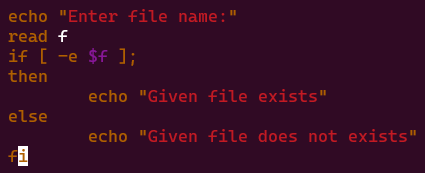 echo "Enter file name:"
read f
if [ -e $f ];
then
echo "Given file exists"
else
echo "Given file does not exists"
fi